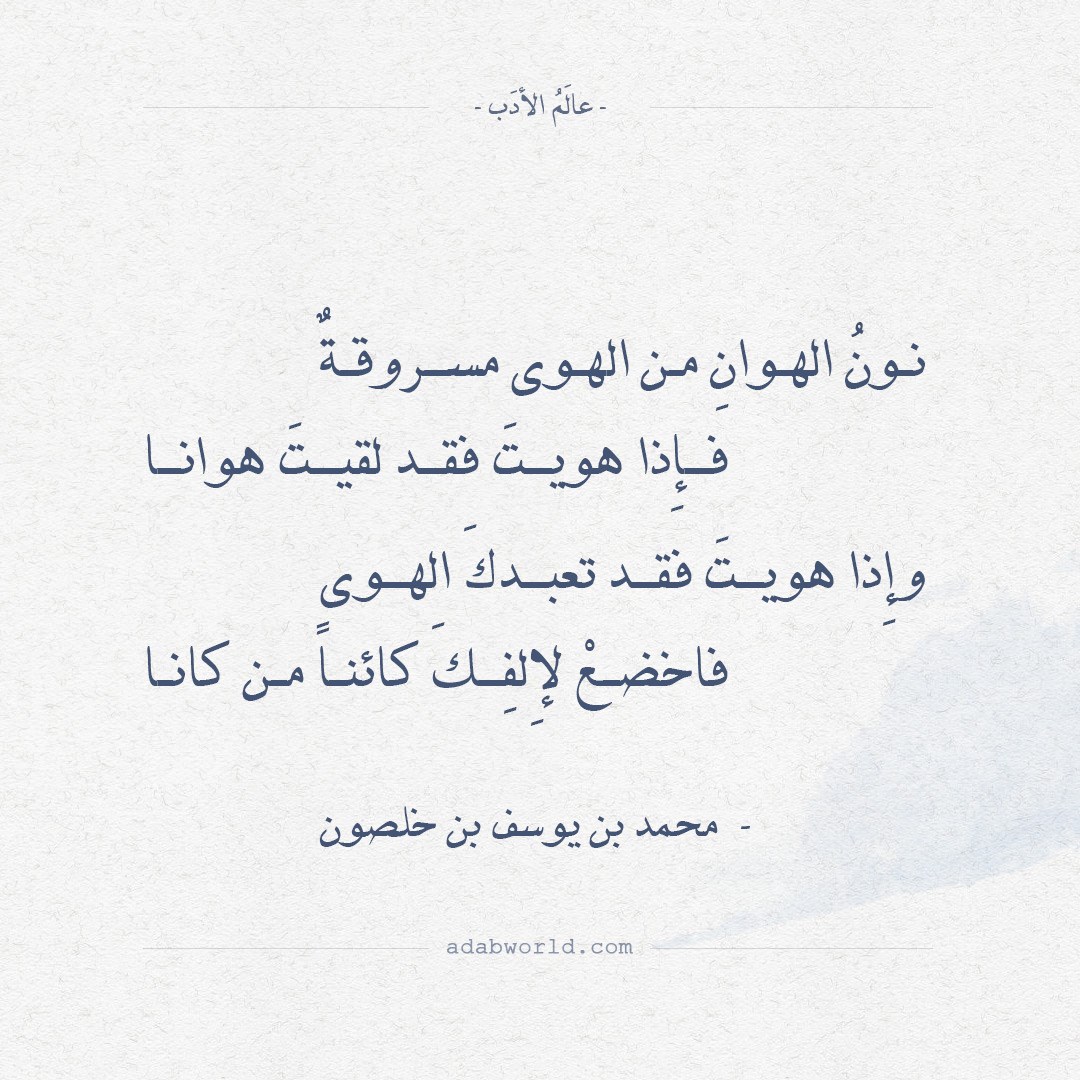 - عالَمُ الأدَب -
نونُ الهوانِ من الهوى مسروقةٌ
فإِذا هويتَ فقد لقيتَ هوانا
وإِذا هويتَ فقد تعبدكَ الهوى
فاخضعْ لإِلفِكَ كائناً من كانا
- محمد بن يوسف بن خلصون
adabworld.com